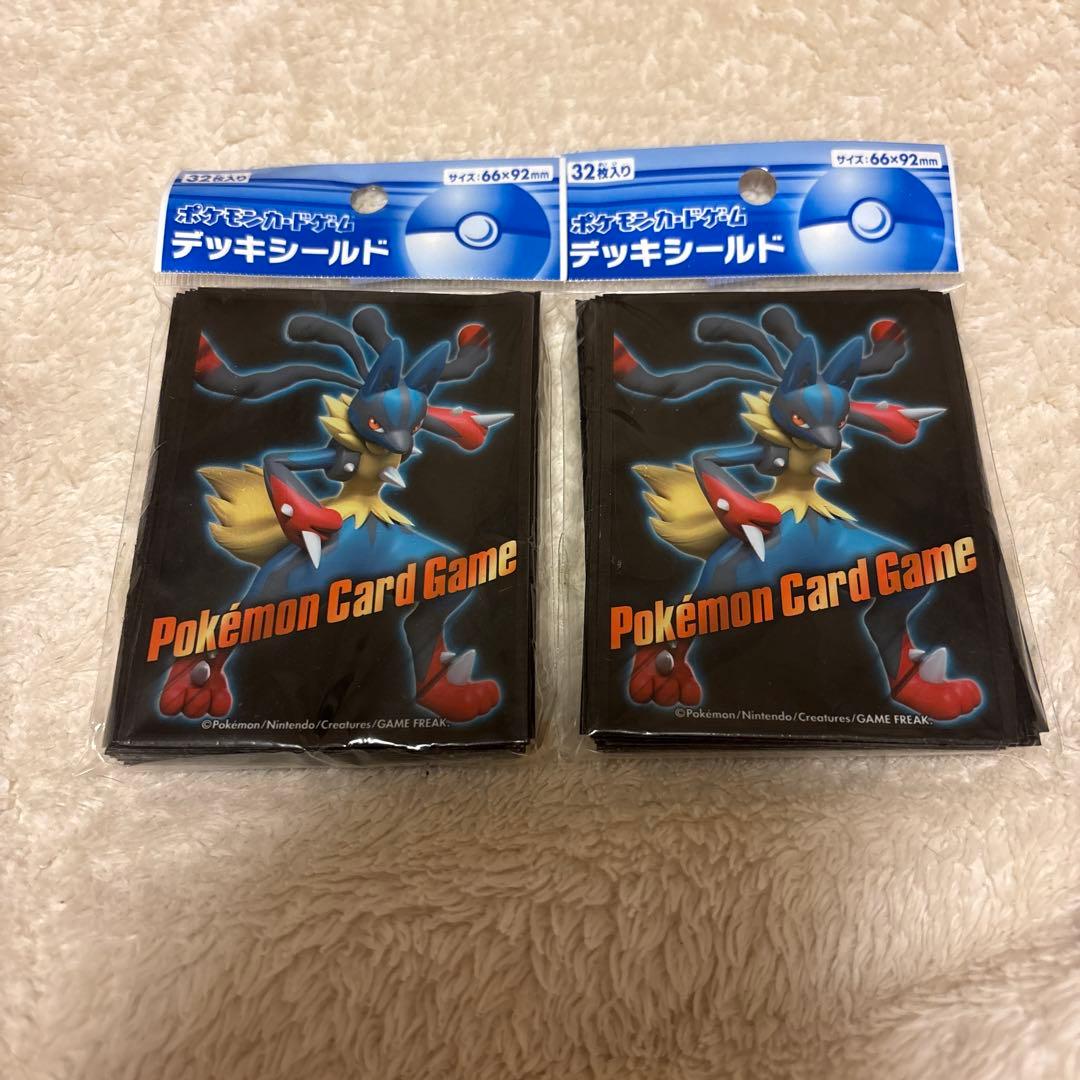 32枚入り
サイズ:66×92mm
ポケモンカードゲーム
デッキシールド
Pokémon Card Game
©Pokémon/Nintendo/Creatures/GAME FREAK.
32枚入り
サイズ:66×92mm
ポケモンカードゲーム
デッキシールド
Pokémon Card Game
©Pokémon/Nintendo/Creatures/GAME FREAK.